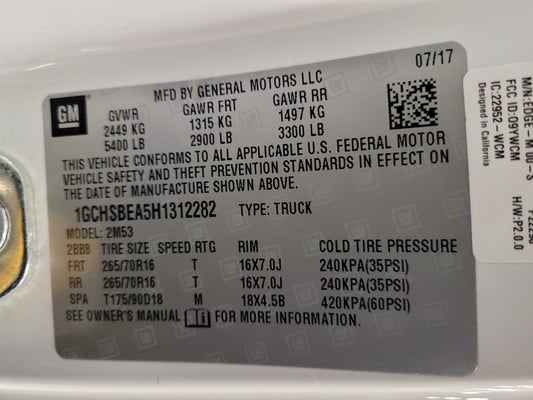 07/17
GM
MFD BY GENERAL MOTORS LLC
GVWR GAWR FRT GAWR RR
2449 KG 1315 KG 1497 KG
5400 LB 2900 LB 3300 LB
THIS VEHICLE CONFORMS TO ALL APPLICABLE U.S. FEDERAL MOTOR
VEHICLE SAFETY AND THEFT PREVENTION STANDARDS IN EFFECT ON
THE DATE OF MANUFACTURE SHOWN ABOVE.
1GCHSBEA5H1312282 TYPE: TRUCK
MODEL: 2M53
2BBB TIRE SIZE SPEED RTG RIM COLD TIRE PRESSURE
FRT 265/70R16 T 16X7.0J 240KPA(35PSI)
RR 265/70R16 T 16X7.0J 240KPA(35PSI)
SPA T175/90D18 M 18X4.5B 420KPA(60PSI)
SEE OWNER'S MANUAL FOR MORE INFORMATION.
FCC ID:O9YWCM
IC:22952-WCM
Designed in California
H/W:P2.0.0